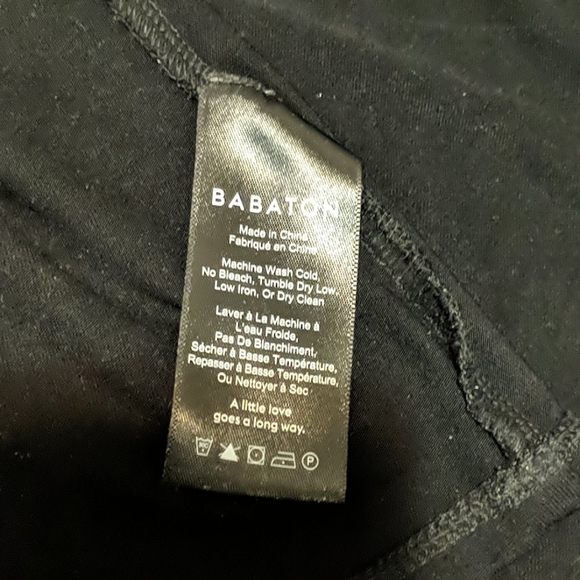 BABATON
Made in China
Fabriqué en Chine
Machine Wash Cold,
No Bleach, Tumble Dry Low,
Low Iron, Or Dry Clean
Laver à La Machine à
L'eau Froide,
Pas De Blanchiment,
Sécher à Basse Température,
Repasser à Basse Température,
Ou Nettoyer à Sec
A little love
goes a long way.
P